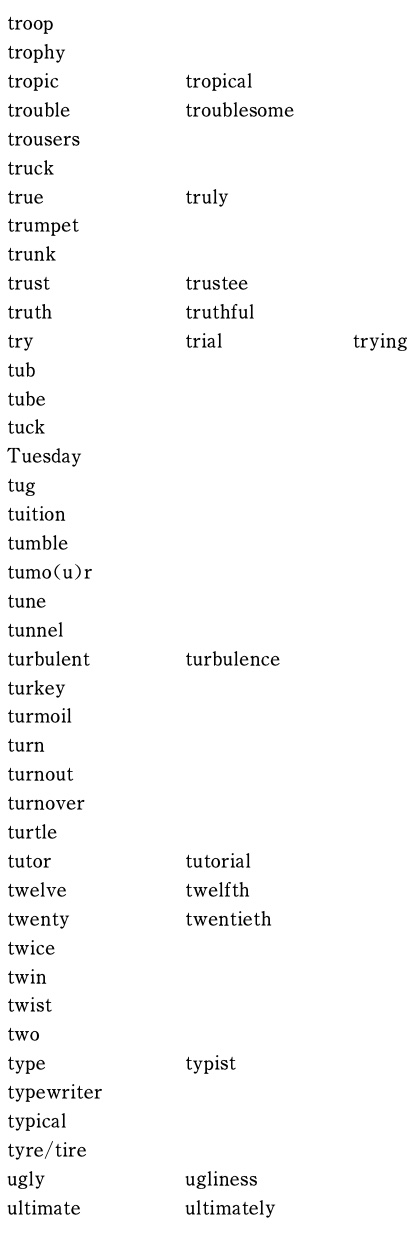 troop
trophy
tropic tropical
trouble troublesome
trousers
truck
true truly
trumpet
trunk
trust trustee
truth truthful
try trial trying
tub
tube
tuck
Tuesday
tug
tuition
tumble
tumo(u)r
tune
tunnel
turbulent turbulence
turkey
turmoil
turn
turnout
turnover
turtle
tutor tutorial
twelve twelfth
twenty twentieth
twice
twin
twist
two
type typist
typewriter
typical
tyre/tire
ugly ugliness
ultimate ultimately